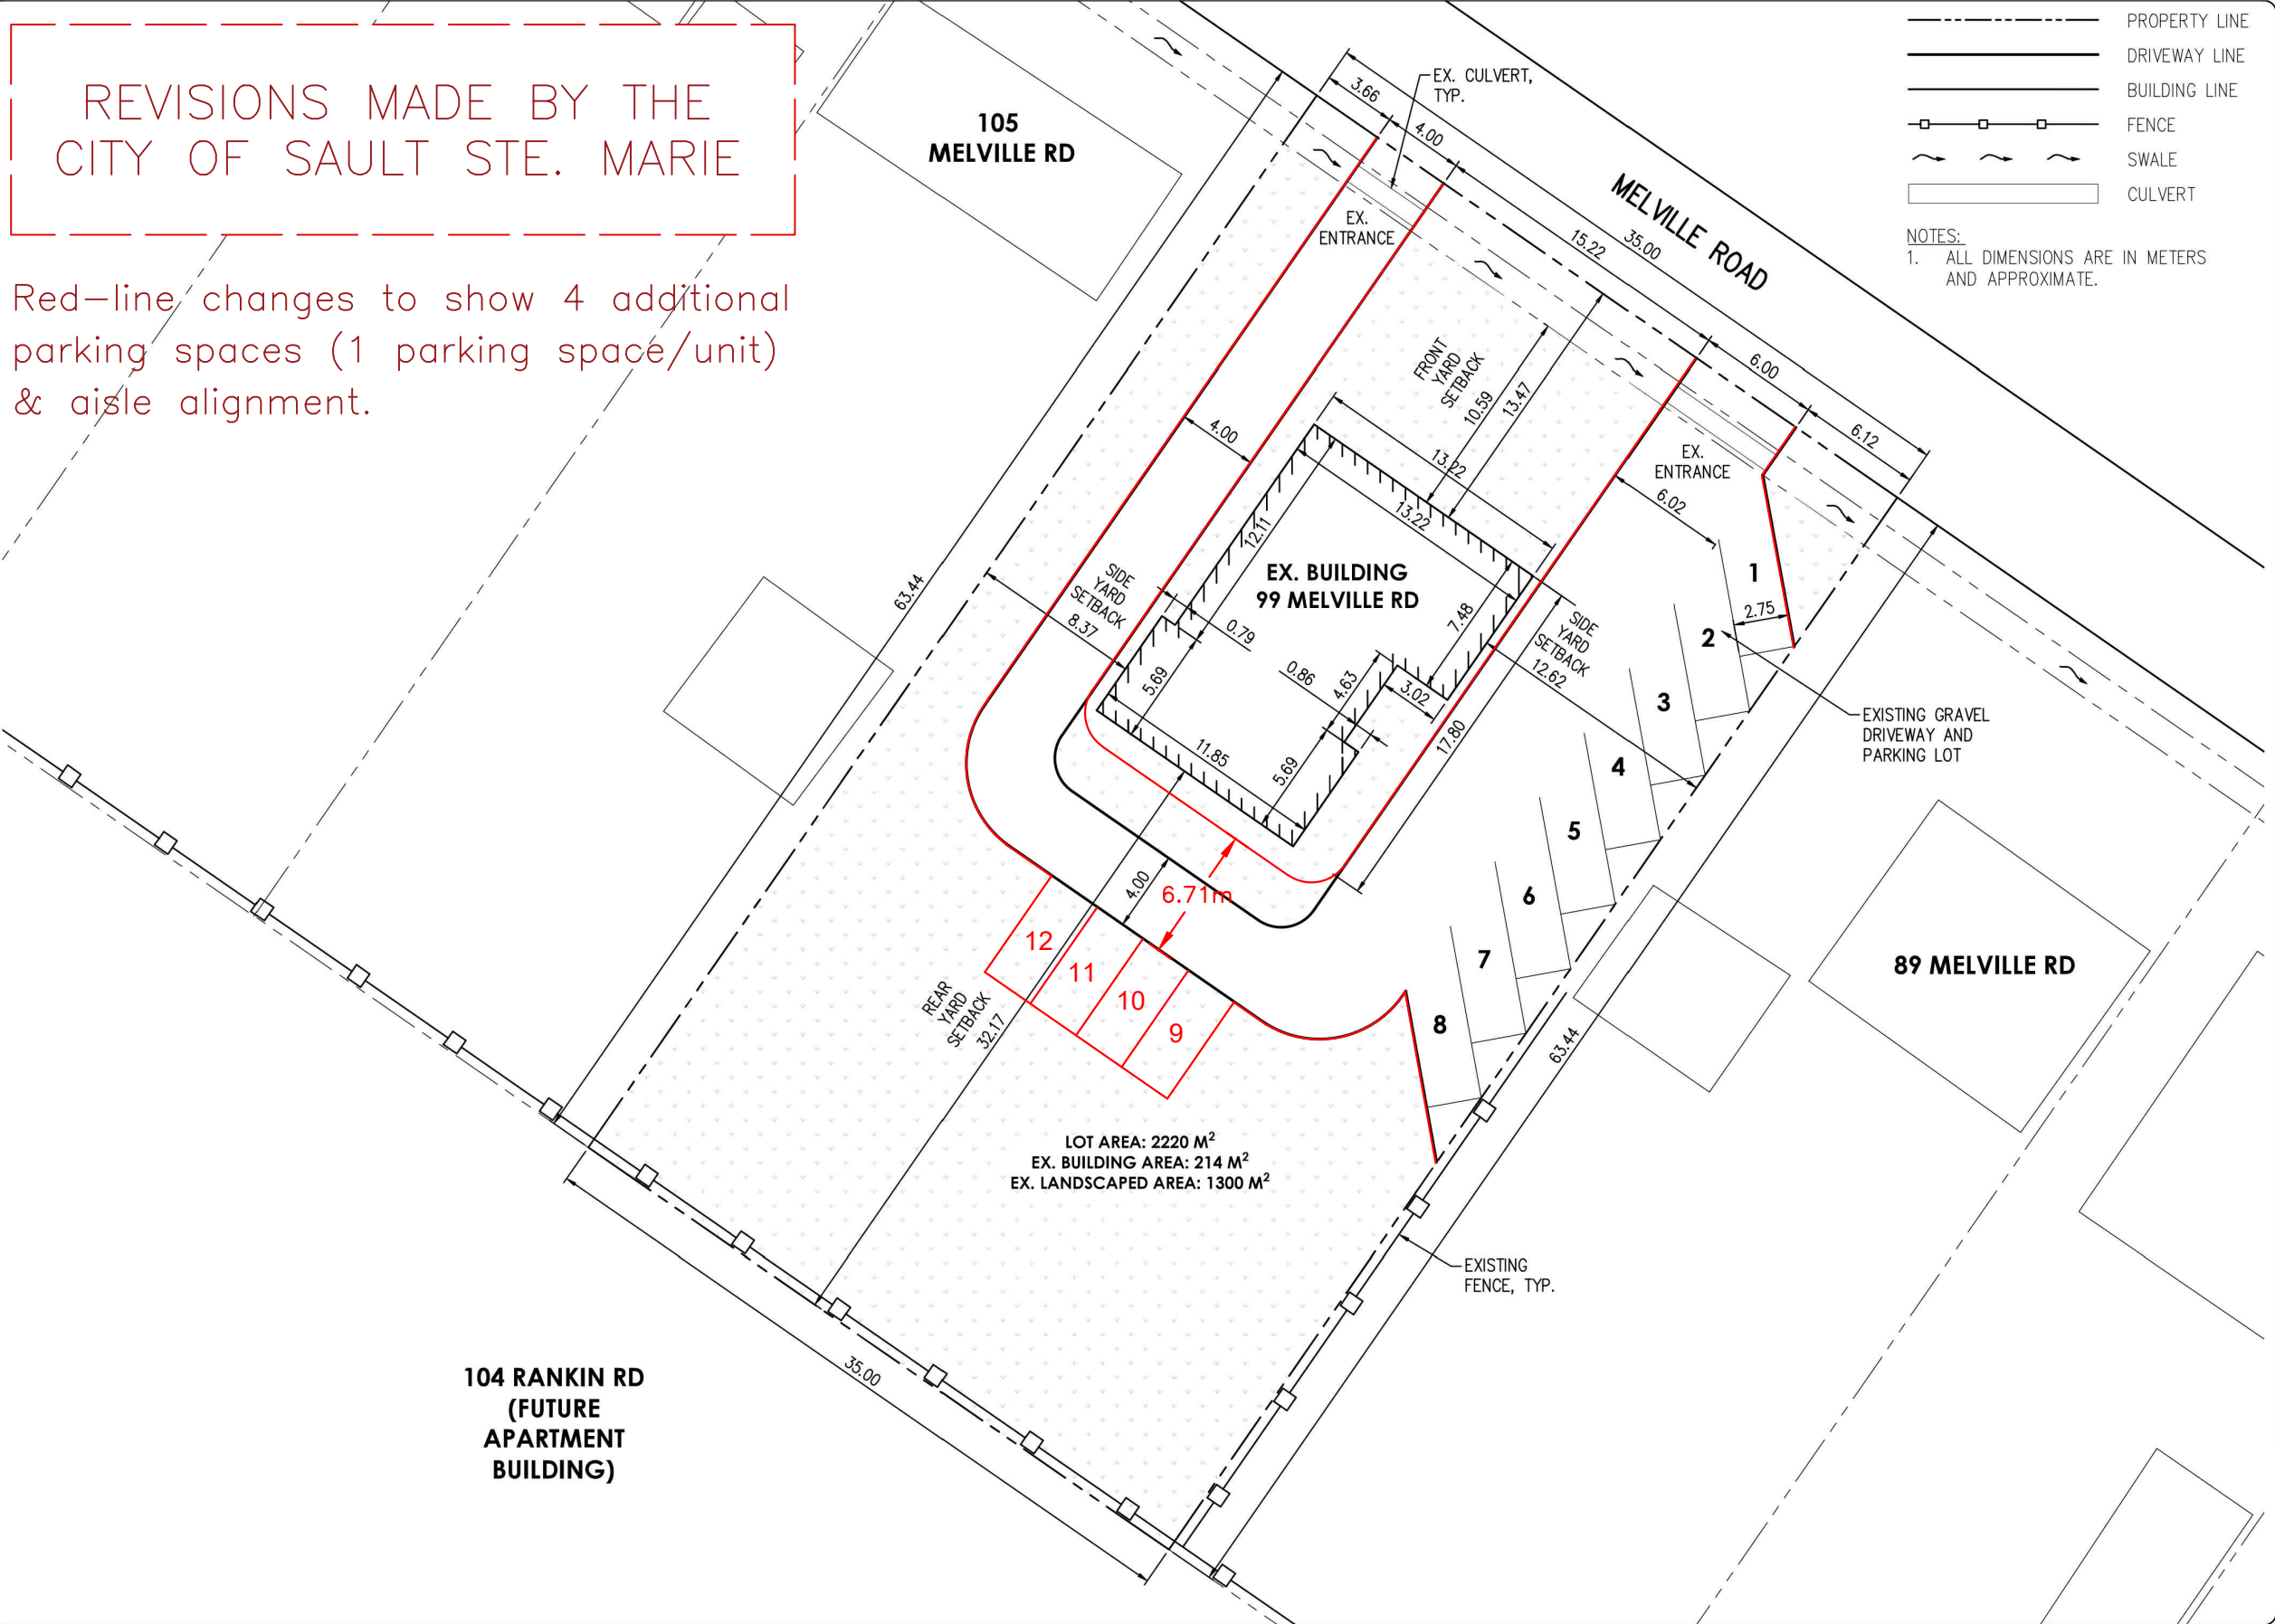 REVISIONS MADE BY THE
CITY OF SAULT STE. MARIE
Red-line changes to show 4 additional
parking spaces (1 parking space/unit)
& aisle alignment.
PROPERTY LINE
DRIVEWAY LINE
BUILDING LINE
FENCE
SWALE
CULVERT
NOTES:
1. ALL DIMENSIONS ARE IN METERS
AND APPROXIMATE.
105
MELVILLE RD
EX. CULVERT,
TYP.
3.66
4.00
15.22
35.00
6.00
6.12
MELVILLE ROAD
EX.
ENTRANCE
FRONT
YARD
SETBACK
10.59
13.47
4.00
13.22
13.22
12.11
EX.
ENTRANCE
6.02
EX. BUILDING
99 MELVILLE RD
SIDE
YARD
SETBACK
8.37
63.44
0.79
5.69
0.86
4.63
3.02
7.48
SIDE
YARD
SETBACK
12.62
17.80
11.85
5.69
1
2.75
2
3
4
5
6
7
8
EXISTING GRAVEL
DRIVEWAY AND
PARKING LOT
4.00
6.71m
12
11
10
9
REAR
YARD
SETBACK
32.17
89 MELVILLE RD
63.44
LOT AREA: 2220 M²
EX. BUILDING AREA: 214 M²
EX. LANDSCAPED AREA: 1300 M²
EXISTING
FENCE, TYP.
35.00
104 RANKIN RD
(FUTURE
APARTMENT
BUILDING)